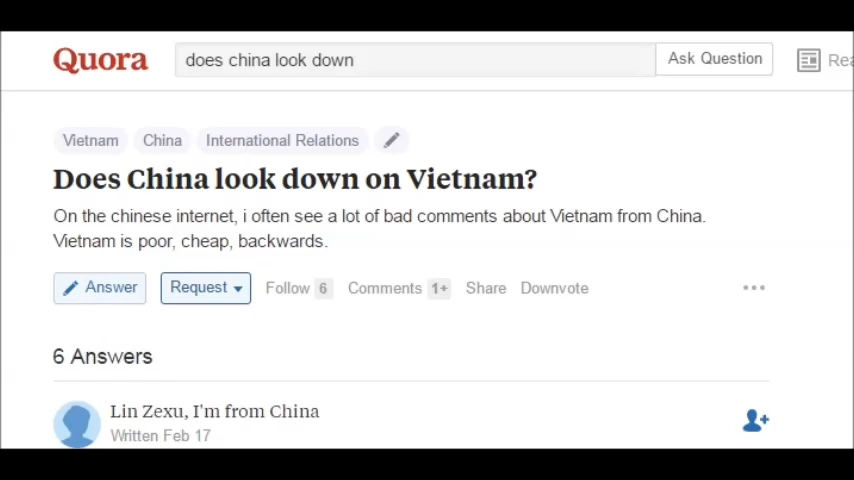 Quora does china look down Ask Question
Vietnam China International Relations
Does China look down on Vietnam?
On the chinese internet, i often see a lot of bad comments about Vietnam from China.
Vietnam is poor, cheap, backwards.
Answer Request Follow 6 Comments 1+ Share Downvote
6 Answers
Lin Zexu, I'm from China
Written Feb 17